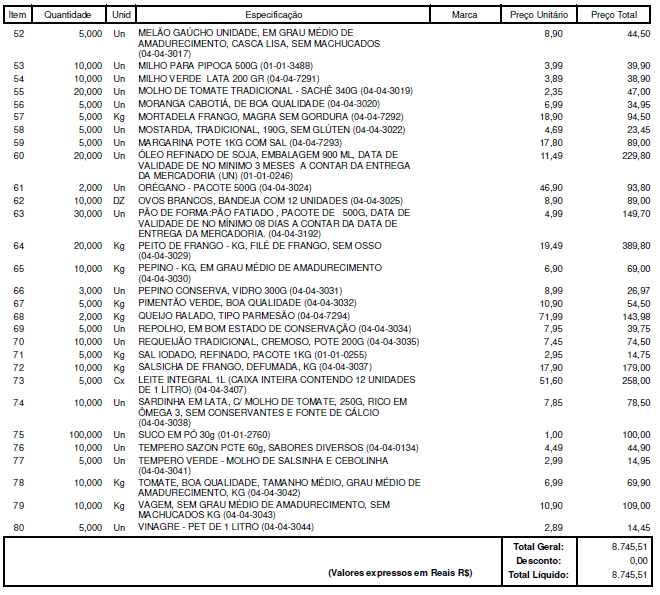 Item Quantidade Unid Especificação Marca Preço Unitário Preço Total
52 5,000 Un MELÃO GAÚCHO UNIDADE, EM GRAU MÉDIO DE 8,90 44,50
AMADURECIMENTO, CASCA LISA, SEM MACHUCADOS
(04-04-3017)
53 10,000 Un MILHO PARA PIPOCA 500G (01-01-3488) 3,99 39,90
54 10,000 Un MILHO VERDE LATA 200 GR (04-04-7291) 3,89 38,90
55 20,000 Un MOLHO DE TOMATE TRADICIONAL - SACHÊ 340G (04-04-3019) 2,35 47,00
56 5,000 Un MORANGA CABOTIÁ, DE BOA QUALIDADE (04-04-3020) 6,99 34,95
57 5,000 Kg MORTADELA FRANGO, MAGRA SEM GORDURA (04-04-7292) 18,90 94,50
58 5,000 Un MOSTARDA, TRADICIONAL, 190G, SEM GLÚTEN (04-04-3022) 4,69 23,45
59 5,000 Un MARGARINA POTE 1KG COM SAL (04-04-7293) 17,80 89,00
60 20,000 Un ÓLEO REFINADO DE SOJA, EMBALAGEM 900 ML, DATA DE 11,49 229,80
VALIDADE DE NO MINIMO 3 MESES A CONTAR DA ENTREGA
DA MERCADORIA (UN) (01-01-0246)
61 2,000 Un ORÉGANO - PACOTE 500G (04-04-3024) 46,90 93,80
62 10,000 DZ OVOS BRANCOS, BANDEJA COM 12 UNIDADES (04-04-3025) 8,90 89,00
63 30,000 Un PÃO DE FORMA:PÃO FATIADO , PACOTE DE 500G, DATA DE 4,99 149,70
VALIDADE DE NO MÍNIMO 08 DIAS A CONTAR DA DATA DE
ENTREGA DA MERCADORIA. (04-04-3192)
64 20,000 Kg PEITO DE FRANGO - KG, FILÉ DE FRANGO, SEM OSSO 19,49 389,80
(04-04-3029)
65 10,000 Kg PEPINO - KG, EM GRAU MÉDIO DE AMADURECIMENTO 6,90 69,00
(04-04-3030)
66 3,000 Un PEPINO CONSERVA, VIDRO 300G (04-04-3031) 8,99 26,97
67 5,000 Kg PIMENTÃO VERDE, BOA QUALIDADE (04-04-3032) 10,90 54,50
68 2,000 Kg QUEIJO RALADO, TIPO PARMESÃO (04-04-7294) 71,99 143,98
69 5,000 Un REPOLHO, EM BOM ESTADO DE CONSERVAÇÃO (04-04-3034) 7,95 39,75
70 10,000 Un REQUEIJÃO TRADICIONAL, CREMOSO, POTE 200G (04-04-3035) 7,45 74,50
71 5,000 Kg SAL IODADO, REFINADO, PACOTE 1KG (01-01-0255) 2,95 14,75
72 10,000 Kg SALSICHA DE FRANGO, DEFUMADA, KG (04-04-3037) 17,90 179,00
73 5,000 Cx LEITE INTEGRAL 1L (CAIXA INTEIRA CONTENDO 12 UNIDADES 51,60 258,00
DE 1 LITRO) (04-04-3407)
74 10,000 Un SARDINHA EM LATA, C/ MOLHO DE TOMATE, 250G, RICO EM 7,85 78,50
ÔMEGA 3, SEM CONSERVANTES E FONTE DE CÁLCIO
(04-04-3038)
75 100,000 Un SUCO EM PÓ 30g (01-01-2760) 1,00 100,00
76 10,000 Un TEMPERO SAZON PCTE 60g, SABORES DIVERSOS (04-04-0134) 4,49 44,90
77 5,000 Un TEMPERO VERDE - MOLHO DE SALSINHA E CEBOLINHA 2,99 14,95
(04-04-3041)
78 10,000 Kg TOMATE, BOA QUALIDADE, TAMANHO MÉDIO, GRAU MÉDIO DE 6,99 69,90
AMADURECIMENTO, KG (04-04-3042)
79 10,000 Kg VAGEM, SEM GRAU MÉDIO DE AMADURECIMENTO, SEM 10,90 109,00
MACHUCADOS KG (04-04-3043)
80 5,000 Un VINAGRE - PET DE 1 LITRO (04-04-3044) 2,89 14,45
Total Geral: 8.745,51
Desconto: 0,00
(Valores expressos em Reais R$) Total Líquido: 8.745,51